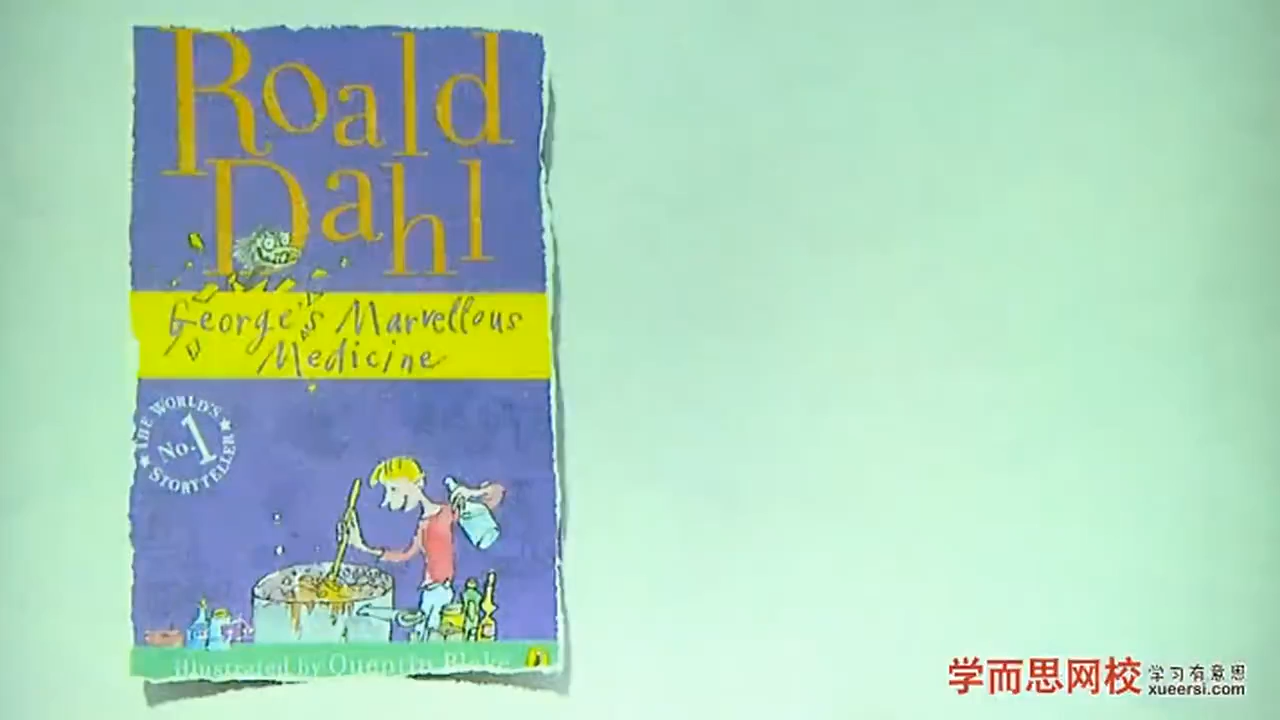 Roald
Dahl
George's Marvellous
Medicine
THE WORLD'S
No.1
STORYTELLER
Illustrated by Quentin Blake
学而思网校
学习有意思
xueersi.com